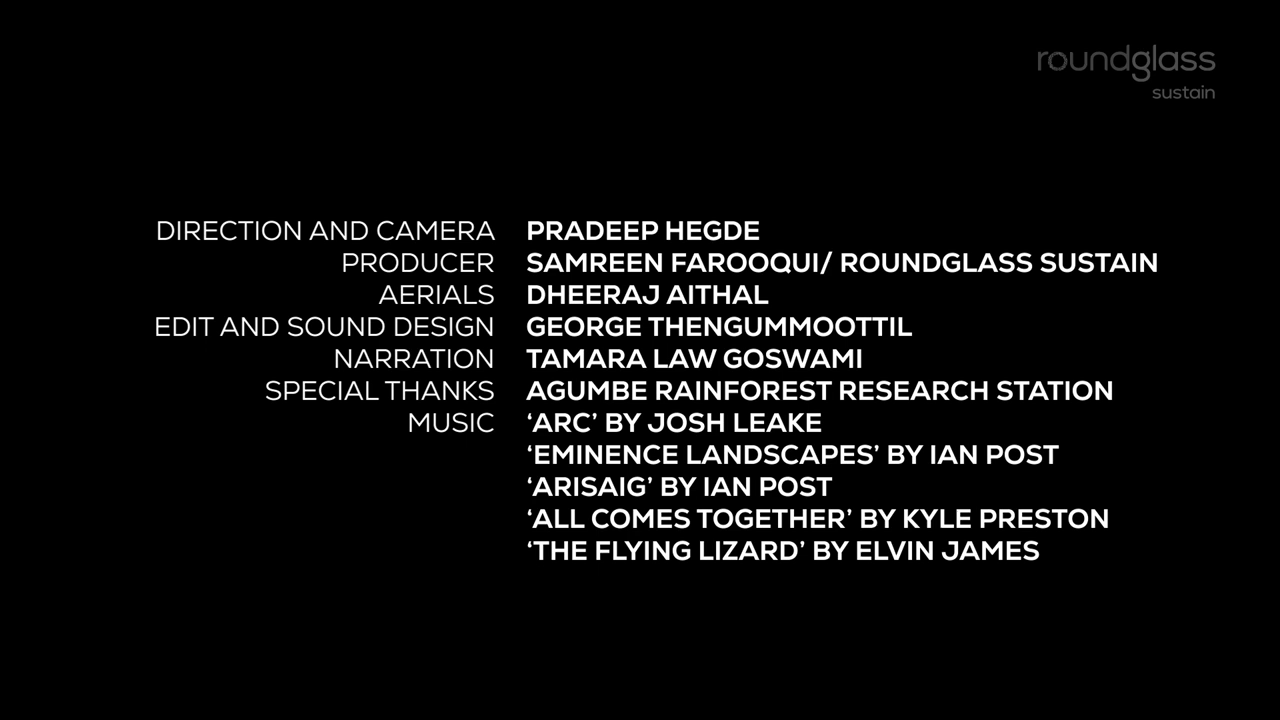 roundglass
sustain
DIRECTION AND CAMERA PRADEEP HEGDE
PRODUCER SAMREEN FAROOQUI/ ROUNDGLASS SUSTAIN
AERIALS DHEERAJ AITHAL
EDIT AND SOUND DESIGN GEORGE THENGUMMOOTTIL
NARRATION TAMARA LAW GOSWAMI
SPECIAL THANKS AGUMBE RAINFOREST RESEARCH STATION
MUSIC ‘ARC’ BY JOSH LEAKE
‘EMINENCE LANDSCAPES’ BY IAN POST
‘ARISAIG’ BY IAN POST
‘ALL COMES TOGETHER’ BY KYLE PRESTON
‘THE FLYING LIZARD’ BY ELVIN JAMES